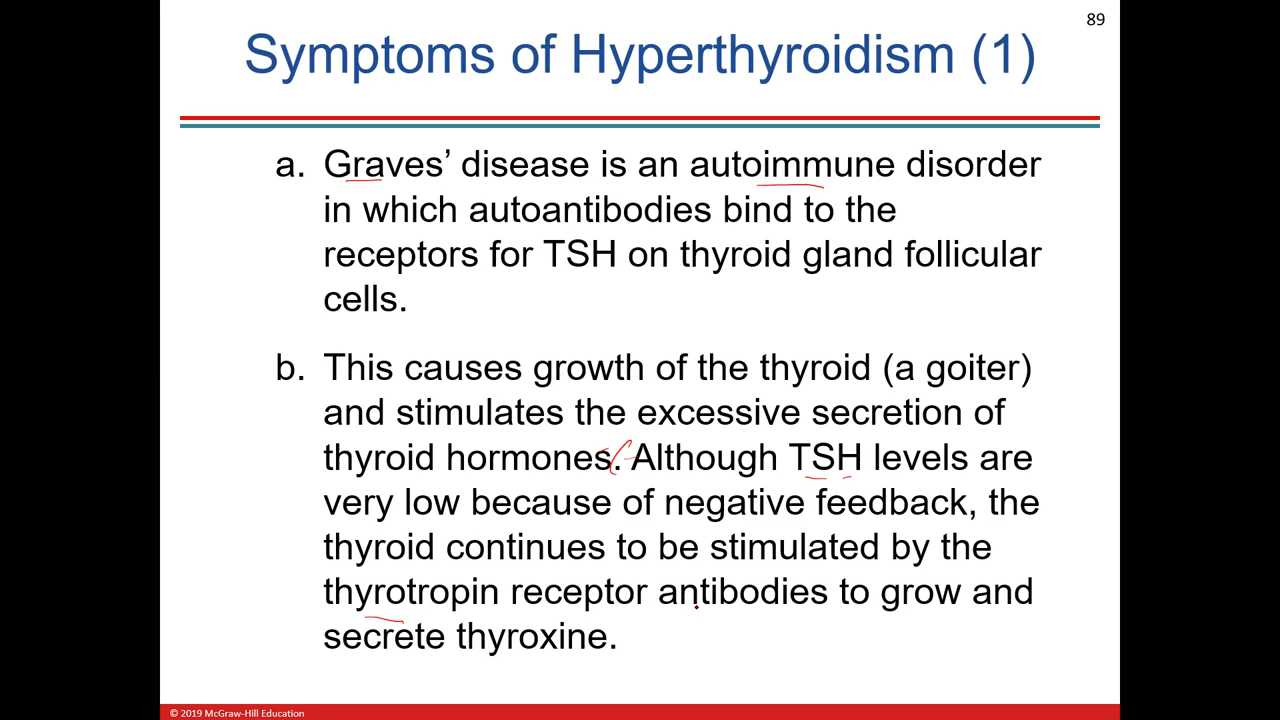 89
Symptoms of Hyperthyroidism (1)
a. Graves’ disease is an autoimmune disorder
in which autoantibodies bind to the
receptors for TSH on thyroid gland follicular
cells.
b. This causes growth of the thyroid (a goiter)
and stimulates the excessive secretion of
thyroid hormones. Although TSH levels are
very low because of negative feedback, the
thyroid continues to be stimulated by the
thyrotropin receptor antibodies to grow and
secrete thyroxine.
© 2019 McGraw-Hill Education